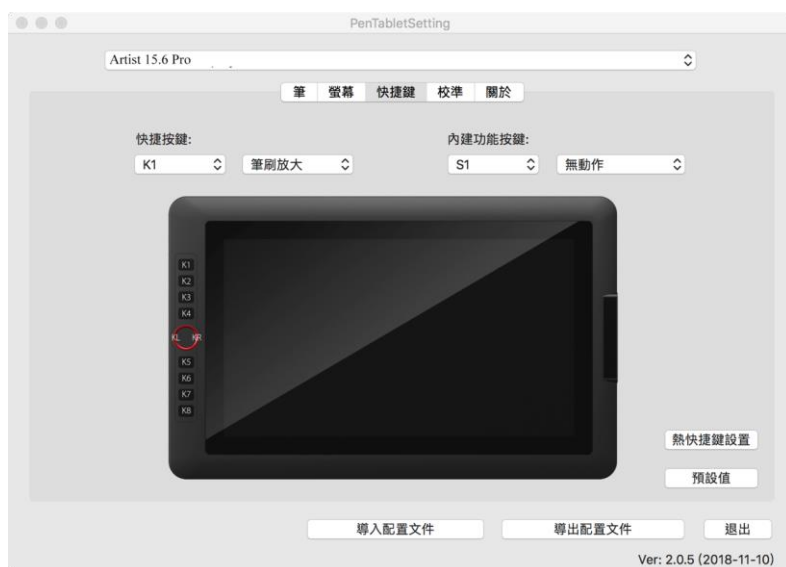 PenTabletSetting
Artist 15.6 Pro
筆 螢幕 快捷鍵 校準 關於
快捷按鍵: 內建功能按鍵:
K1 筆刷放大 S1 無動作
K1
K2
K3
K4
KL KR
K5
K6
K7
K8
熱快捷鍵設置
預設值
導入配置文件 導出配置文件 退出
Ver: 2.0.5 (2018-11-10)